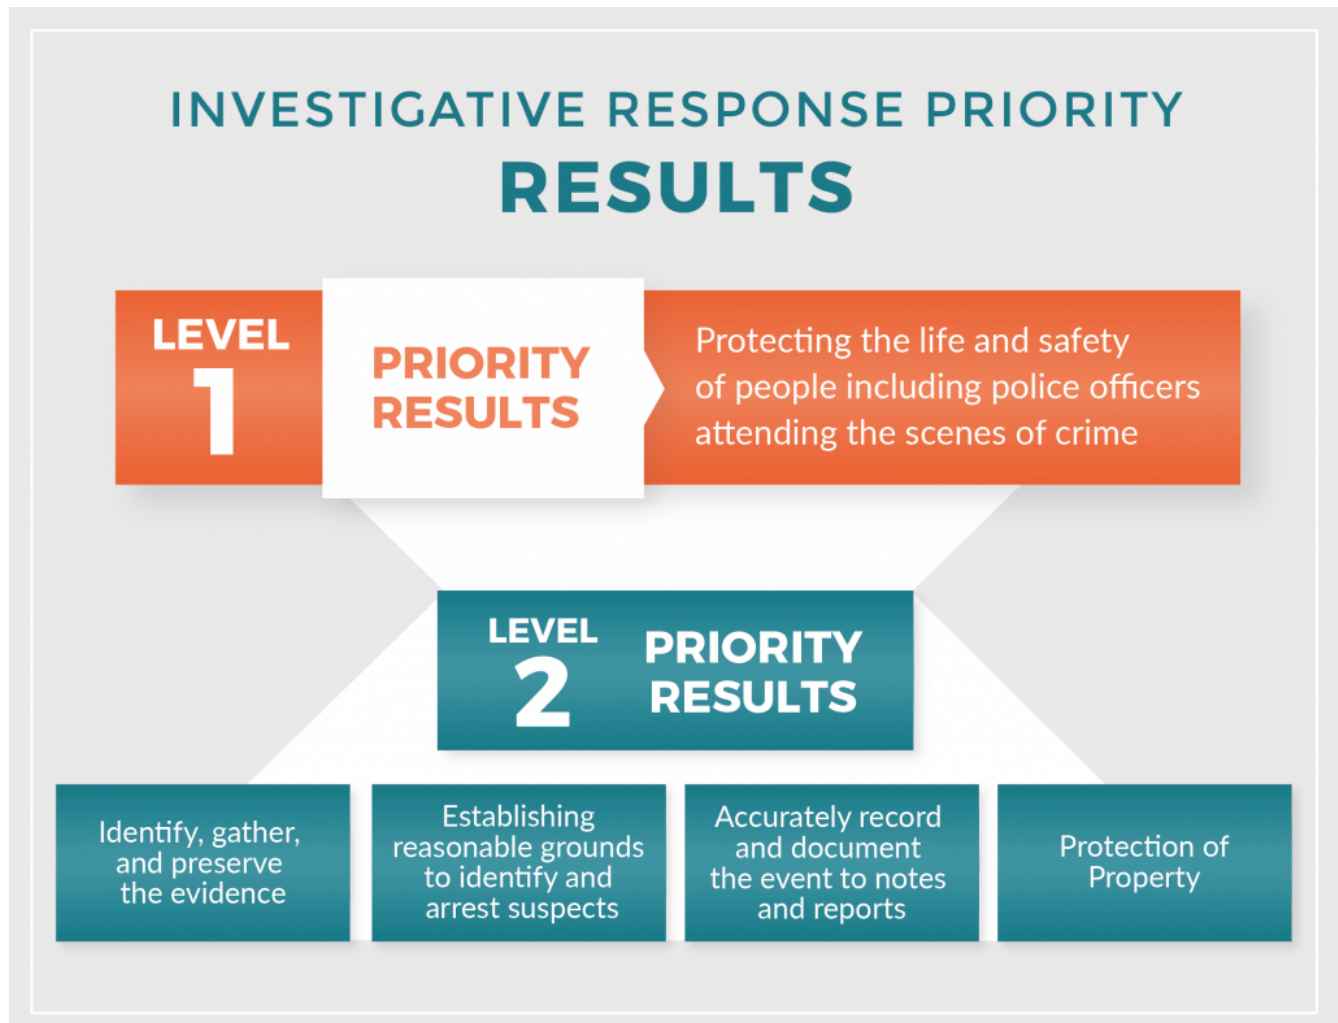 INVESTIGATIVE RESPONSE PRIORITY
RESULTS
LEVEL
1
PRIORITY
RESULTS
Protecting the life and safety
of people including police officers
attending the scenes of crime
LEVEL
2
PRIORITY
RESULTS
Identify, gather,
and preserve
the evidence
Establishing
reasonable grounds
to identify and
arrest suspects
Accurately record
and document
the event to notes
and reports
Protection of
Property